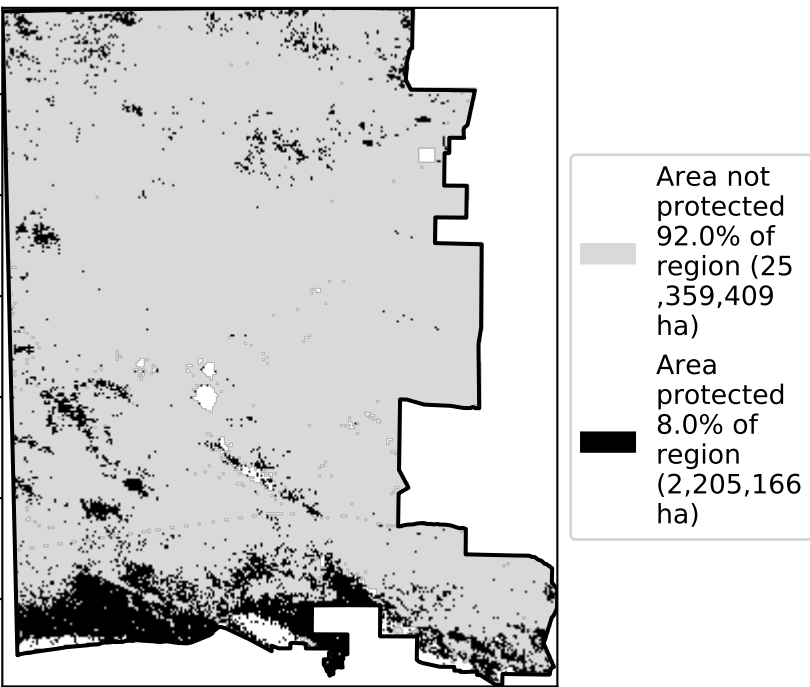 Area not
protected
92.0% of
region (25
,359,409
ha)
Area
protected
8.0% of
region
(2,205,166
ha)